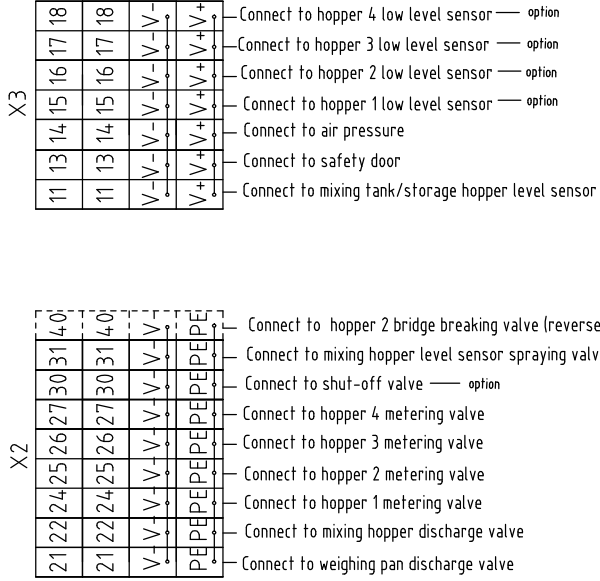 X3
18 18 V- V+ Connect to hopper 4 low level sensor — option
17 17 V- V+ Connect to hopper 3 low level sensor — option
16 16 V- V+ Connect to hopper 2 low level sensor — option
15 15 V- V+ Connect to hopper 1 low level sensor — option
14 14 V- V+ Connect to air pressure
13 13 V- V+ Connect to safety door
11 11 V- V+ Connect to mixing tank/storage hopper level sensor
X2
40 40 V PE Connect to hopper 2 bridge breaking valve (reverse
31 31 V- PE Connect to mixing hopper level sensor spraying valv
30 30 V- PE Connect to shut-off valve — option
27 27 V- PE Connect to hopper 4 metering valve
26 26 V- PE Connect to hopper 3 metering valve
25 25 V- PE Connect to hopper 2 metering valve
24 24 V- PE Connect to hopper 1 metering valve
22 22 V- PE Connect to mixing hopper discharge valve
21 21 V- PE Connect to weighing pan discharge valve